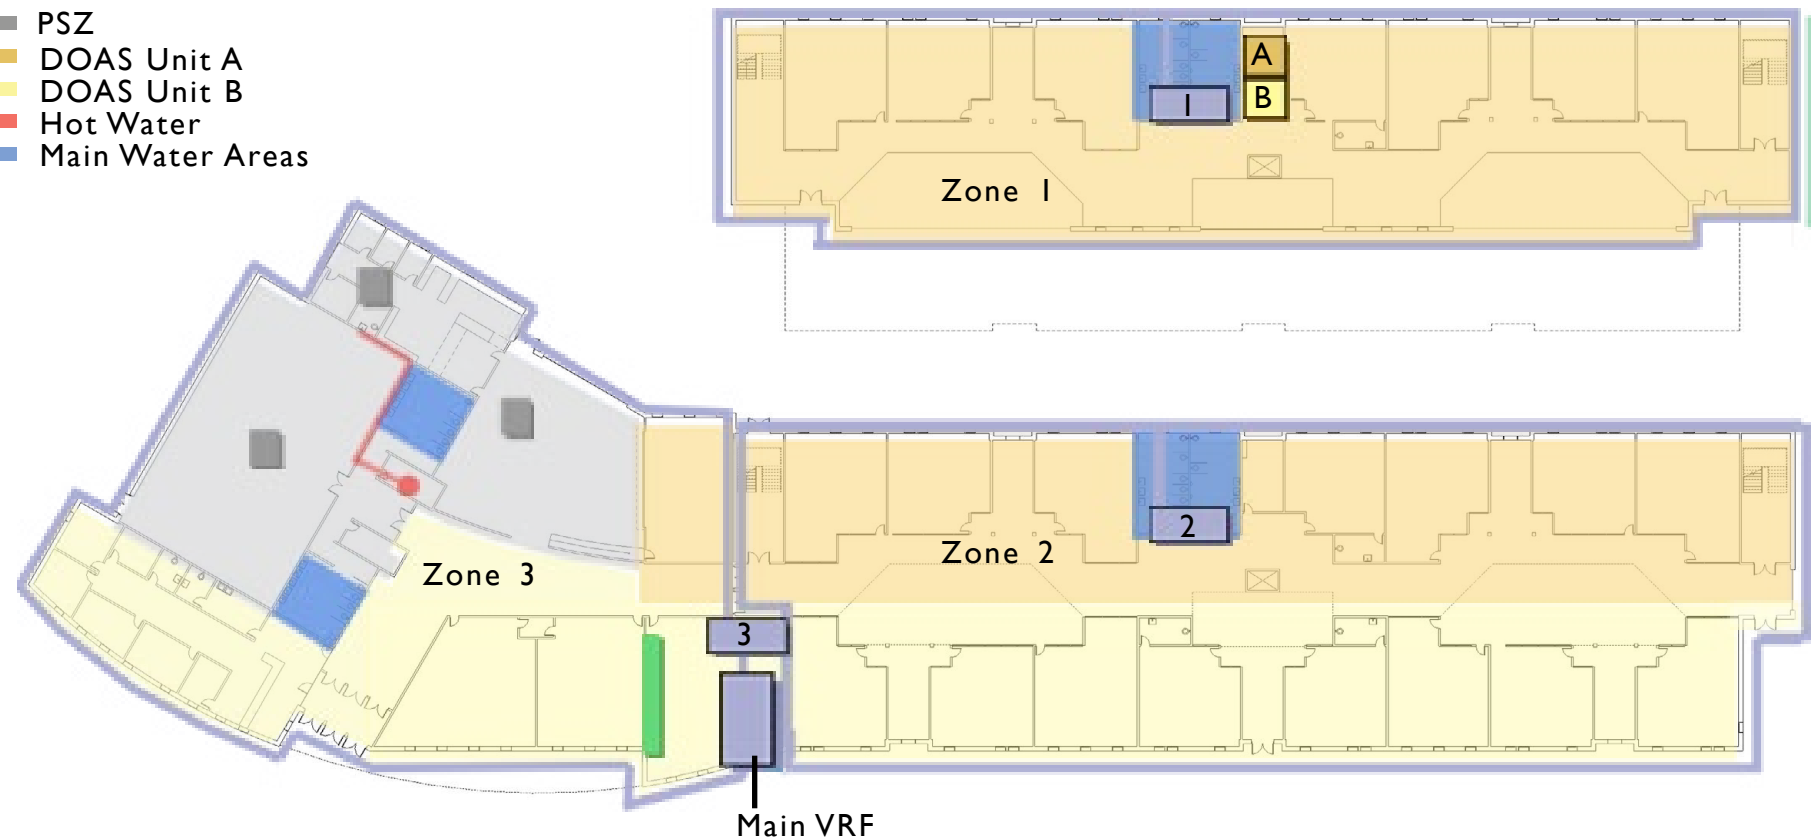 PSZ
DOAS Unit A
DOAS Unit B
Hot Water
Main Water Areas
A
B
1
Zone 1
2
Zone 2
Zone 3
3
Main VRF